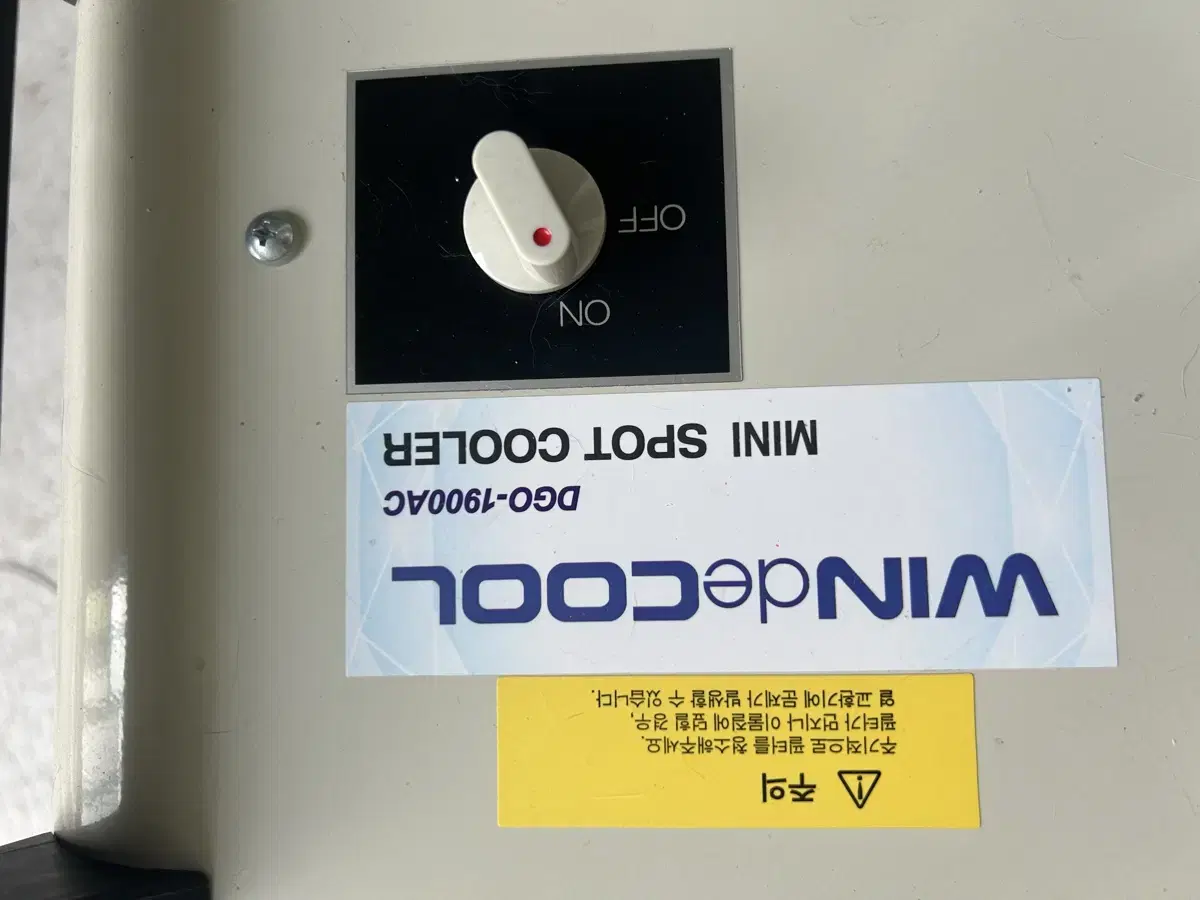 주의
주기적으로 필터를 청소해주세요.
필터가 먼지나 이물질에 덮힐 경우,
열 교환기에 문제가 발생할 수 있습니다.
WINdeCOOL
DGO-1900AC
MINI SPOT COOLER
ON
OFF